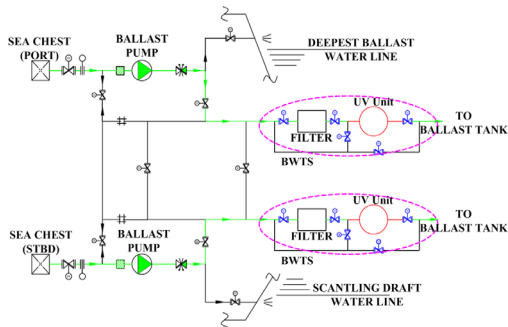 SEA CHEST
(PORT)
BALLAST
PUMP
DEEPEST BALLAST
WATER LINE
UV Unit
FILTER
BWTS
TO
BALLAST TANK
SEA CHEST
(STBD)
BALLAST
PUMP
UV Unit
FILTER
BWTS
TO
BALLAST TANK
SCANTLING DRAFT
WATER LINE